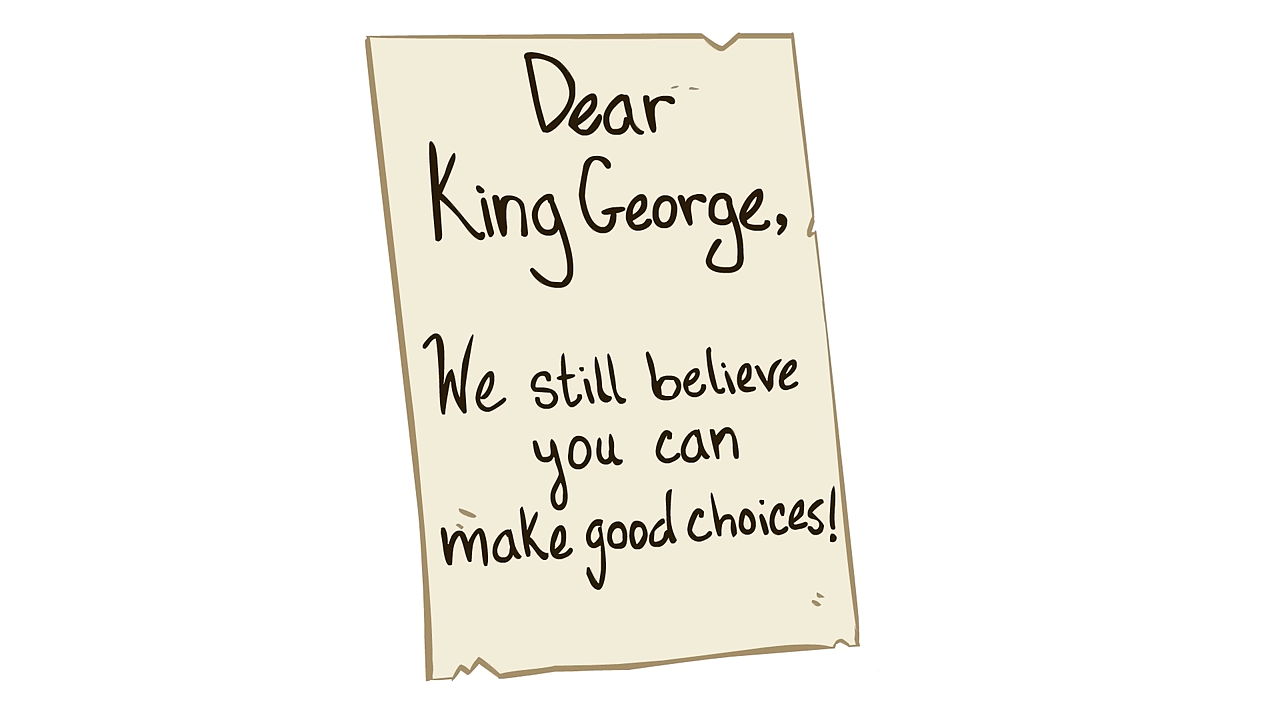 Dear
King George,
We still believe
you can
make good choices!